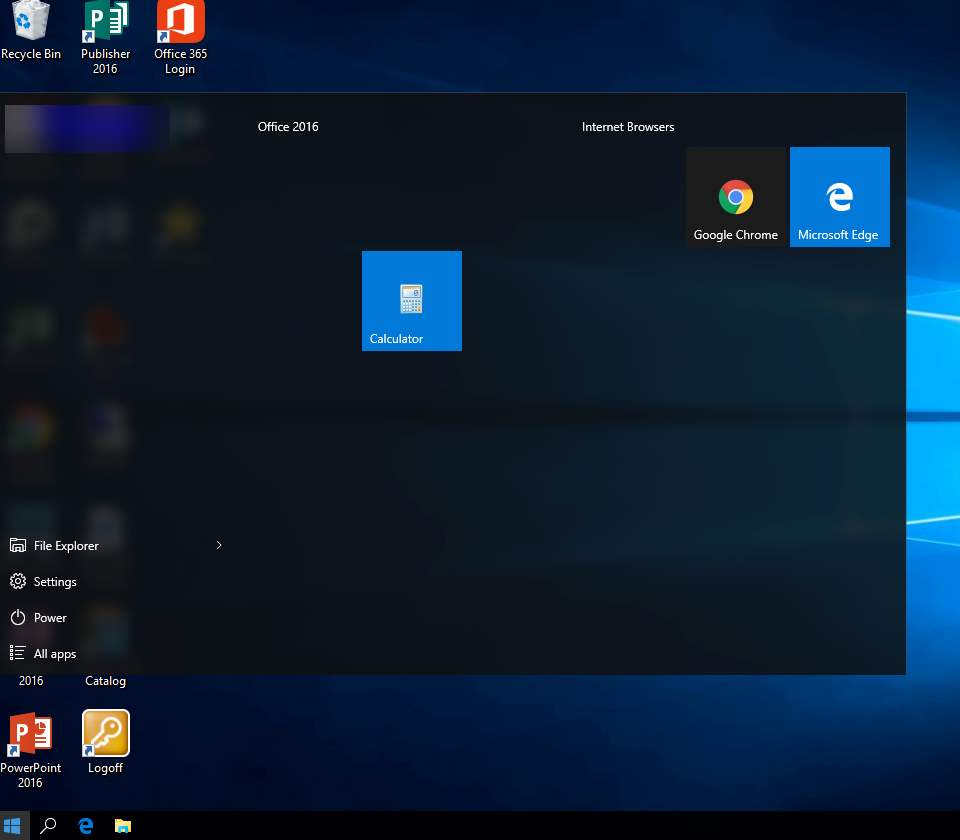 Recycle Bin
Publisher
2016
Office 365
Login
Office 2016
Internet Browsers
Google Chrome
Microsoft Edge
Calculator
File Explorer
Settings
Power
All apps
2016
Catalog
PowerPoint
2016
Logoff